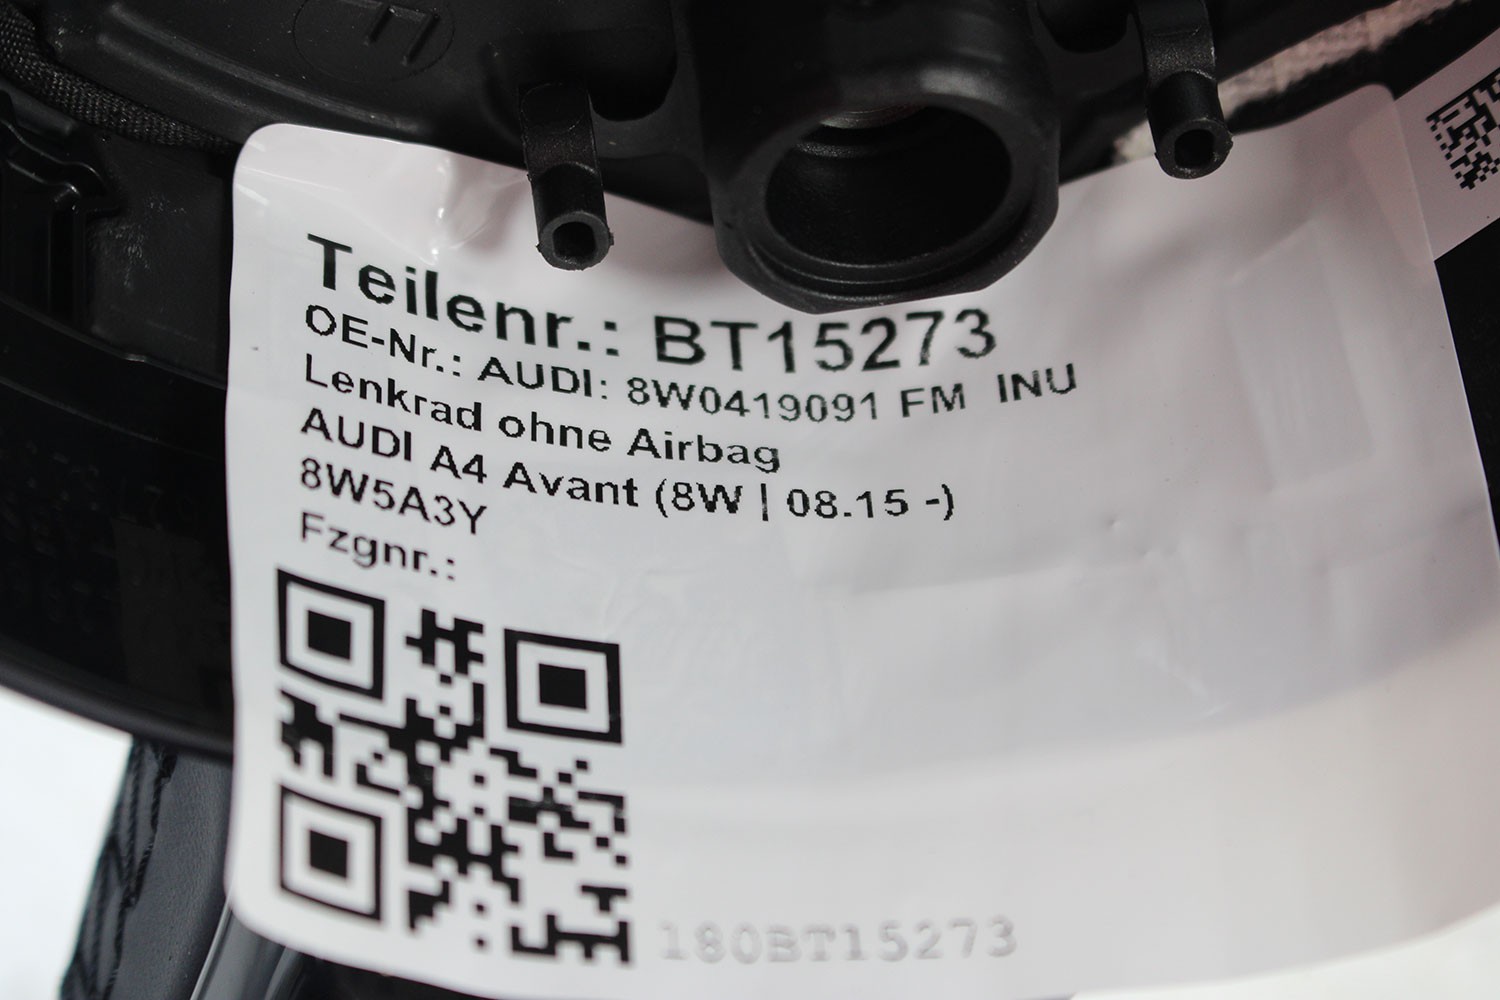 Teilenr.: BT15273
OE-Nr.: AUDI: 8W0419091 FM INU
Lenkrad ohne Airbag
AUDI A4 Avant (8W | 08.15 -)
8W5A3Y
Fzgnr.:
180BT15273